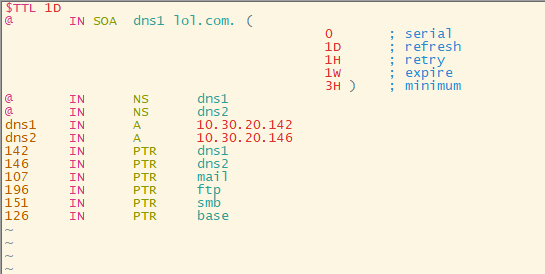 $TTL 1D
@ IN SOA dns1 lol.com. (
0 ; serial
1D ; refresh
1H ; retry
1W ; expire
3H ) ; minimum
@ IN NS dns1
@ IN NS dns2
dns1 IN A 10.30.20.142
dns2 IN A 10.30.20.146
142 IN PTR dns1
146 IN PTR dns2
107 IN PTR mail
196 IN PTR ftp
151 IN PTR smb
126 IN PTR base
~
~
~
~